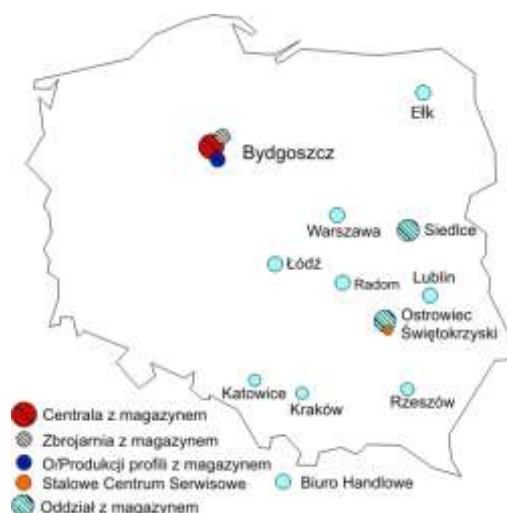 Ełk
Bydgoszcz
Warszawa
Siedlce
Łódź
Radom
Lublin
Ostrowiec
Świętokrzyski
Katowice
Kraków
Rzeszów
Centrala z magazynem
Zbrojarnia z magazynem
O/Produkcji profili z magazynem
Stalowe Centrum Serwisowe
Biuro Handlowe
Oddział z magazynem